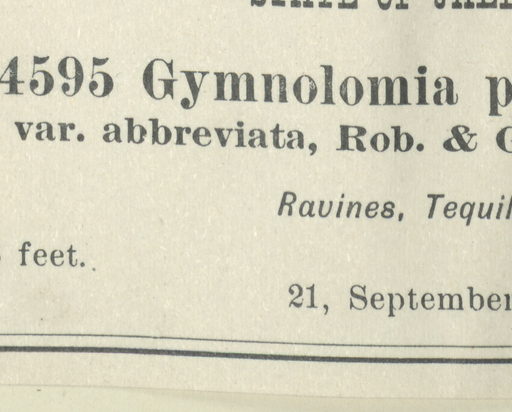 4595 Gymnolomia p
var. abbreviata, Rob. & G
Ravines, Tequil
feet.
21, September